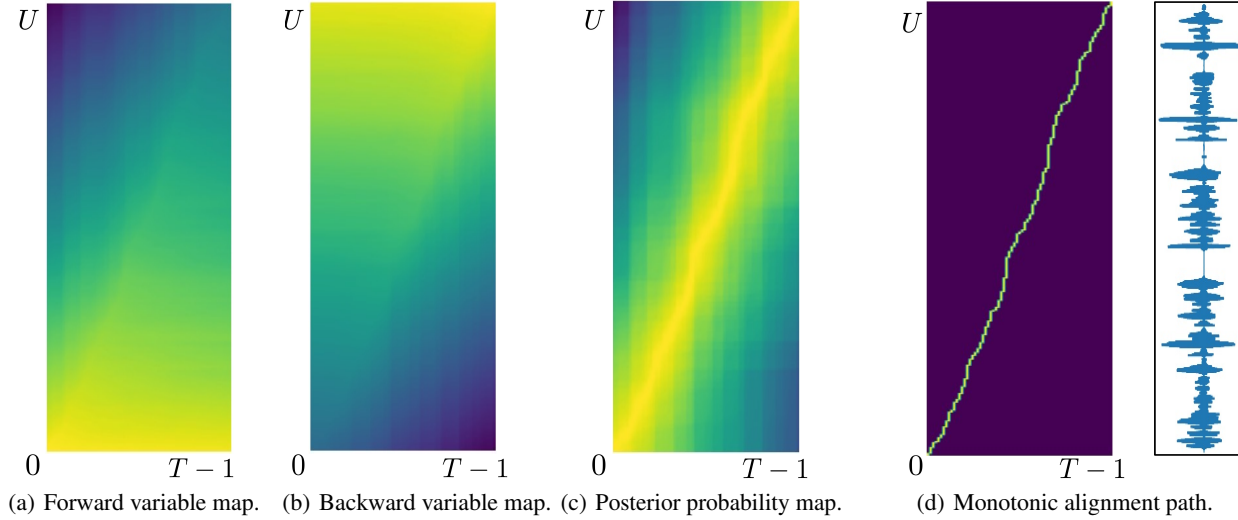 U
U
0
T − 1
0
T − 1
0
T − 1
0
T − 1
(a) Forward variable map.
(b) Backward variable map.
(c) Posterior probability map.
(d) Monotonic alignment path.
U
U